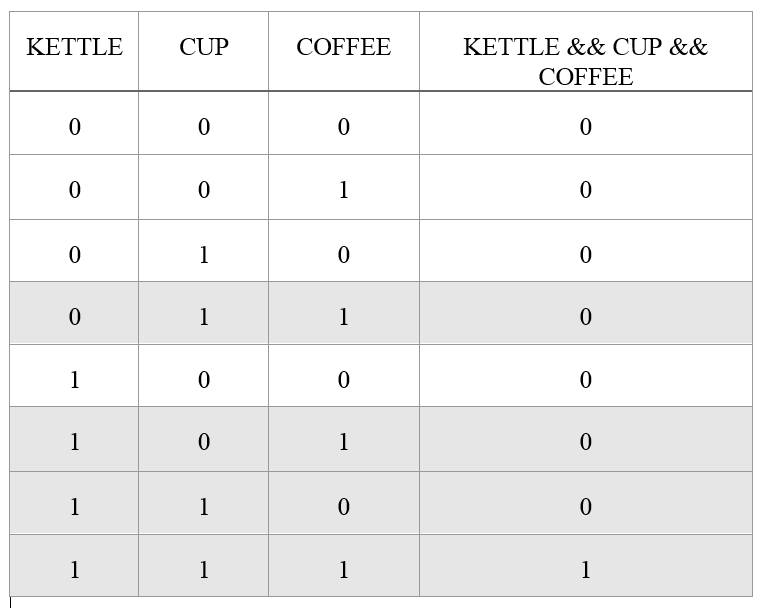 KETTLE CUP COFFEE KETTLE && CUP &&
COFFEE
0 0 0 0
0 0 1 0
0 1 0 0
0 1 1 0
1 0 0 0
1 0 1 0
1 1 0 0
1 1 1 1